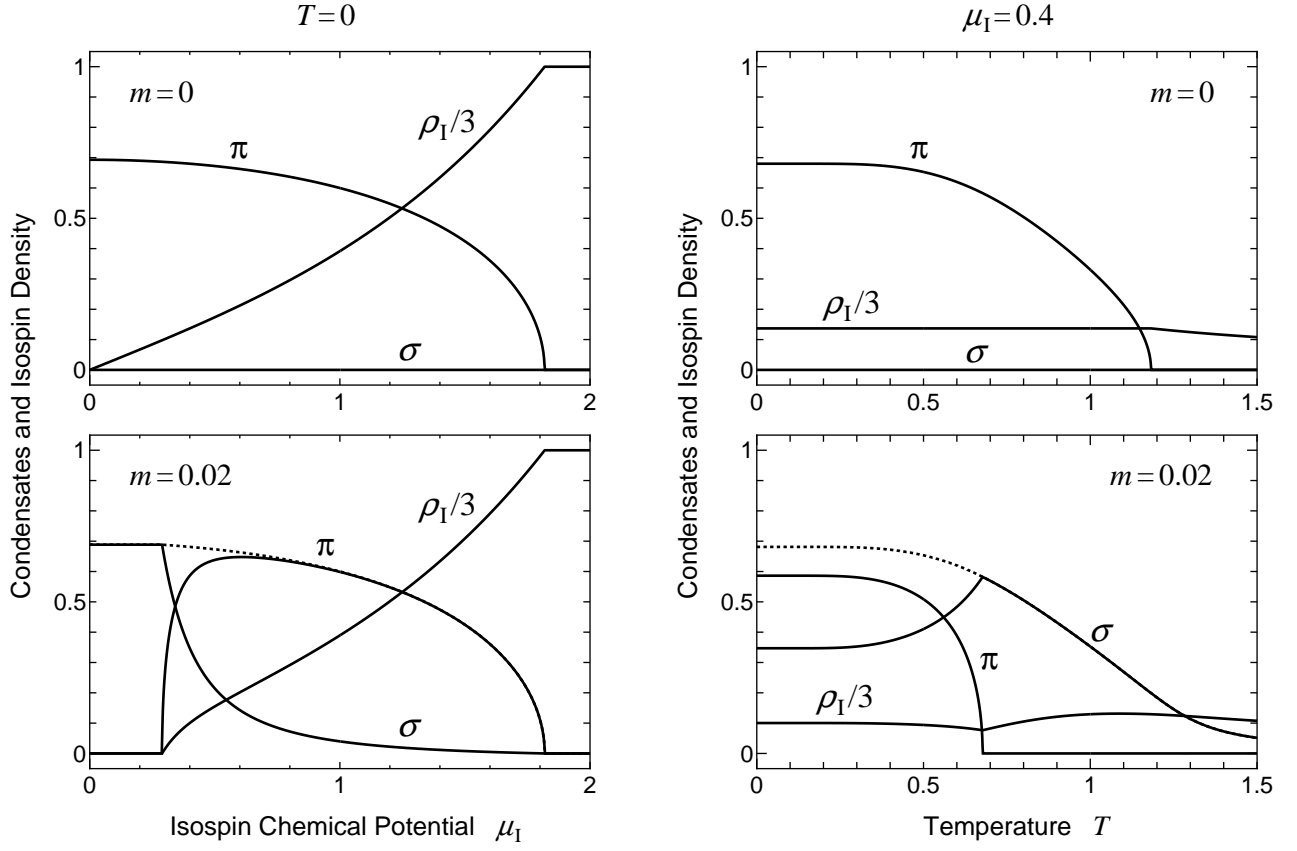 T=0
μI=0.4
Condensates and Isospin Density
1
0.5
0
m=0
π
ρI/3
σ
0
1
2
Condensates and Isospin Density
1
0.5
0
m=0
π
ρI/3
σ
0
0.5
1
1.5
1
0.5
0
m=0.02
ρI/3
π
σ
0
1
2
Isospin Chemical Potential μI
1
0.5
0
m=0.02
σ
π
ρI/3
0
0.5
1
1.5
Temperature T